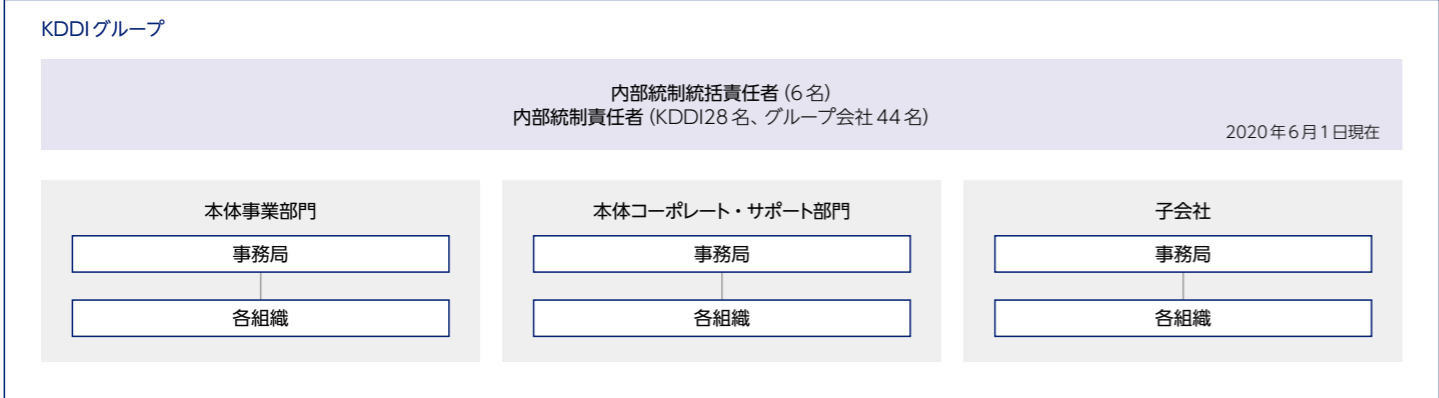 KDDIグループ
内部統制統括責任者（6名）
内部統制責任者（KDDI28名、グループ会社44名）
2020年6月1日現在
本体事業部門
事務局
各組織
本体コーポレート・サポート部門
事務局
各組織
子会社
事務局
各組織